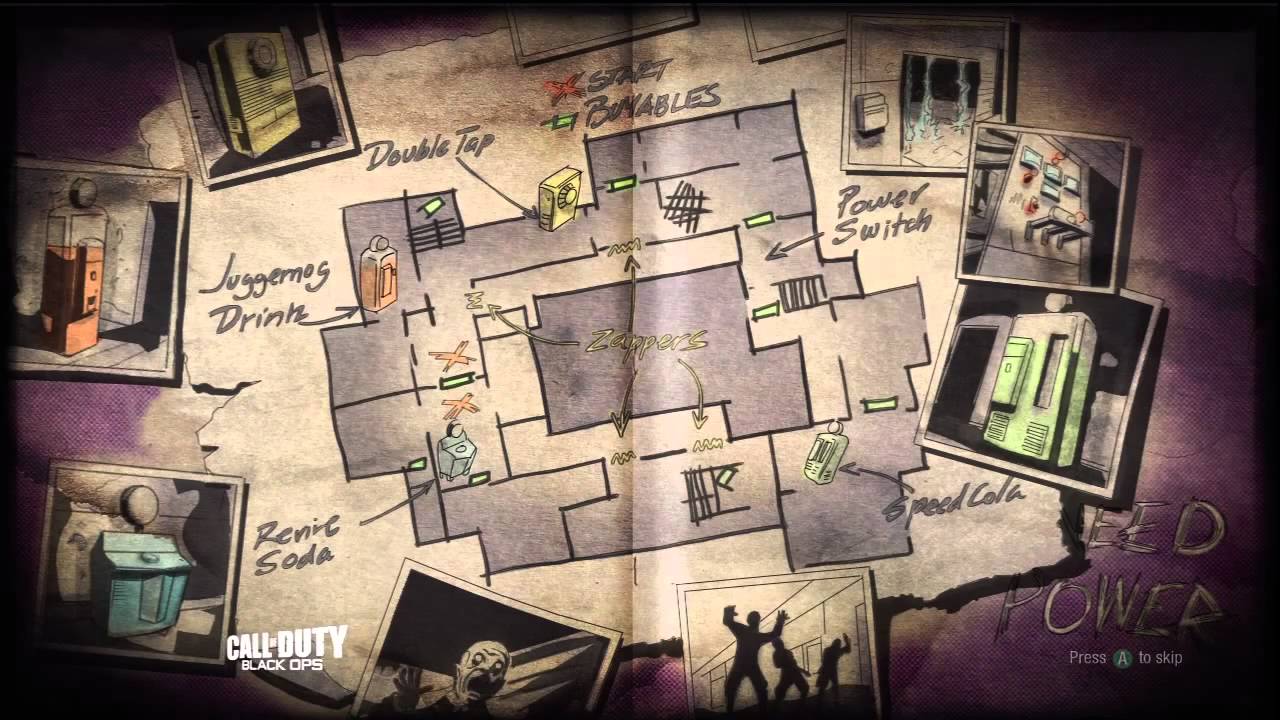 START
BUYABLES
Double Tap
Power
Switch
Juggernog
Drink
Zappers
Speed Cola
Revive
Soda
EED
POWER
CALL OF DUTY
BLACK OPS
Press A to skip